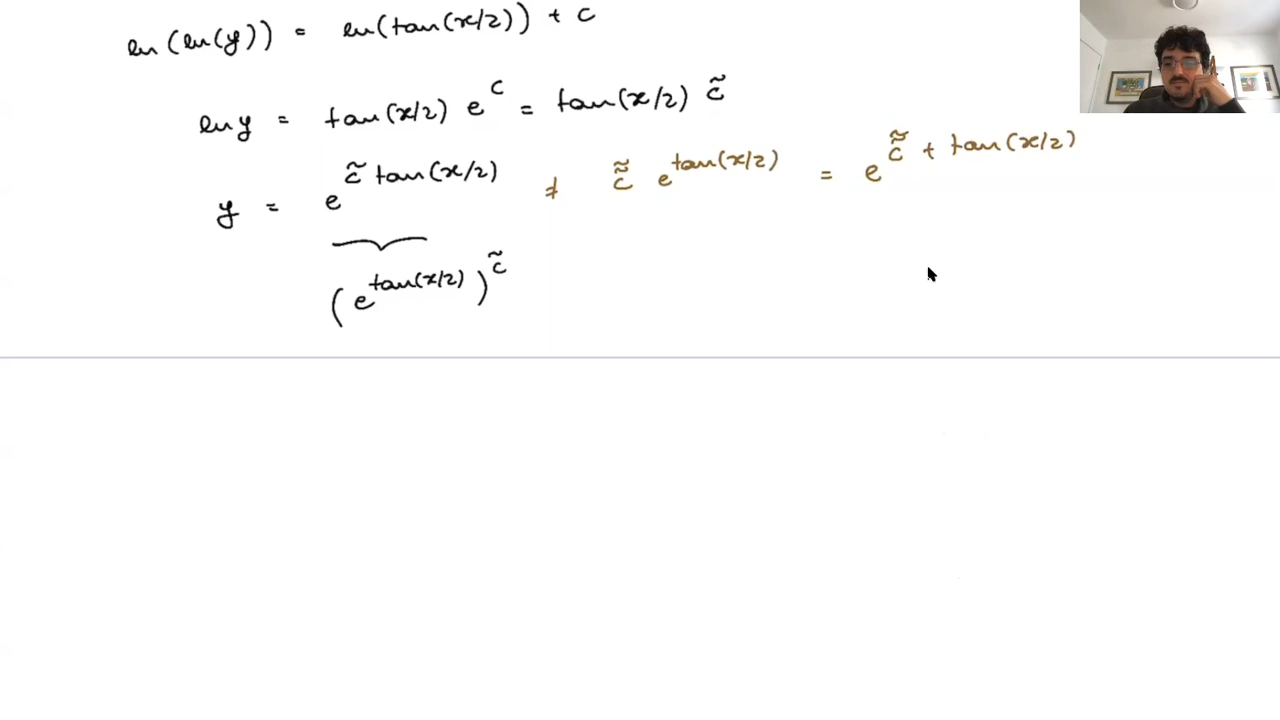 ln(ln(y)) = ln(tan(x/2)) + c
ln y = tan(x/2) e^c = tan(x/2) c̃
y = e^{c̃ tan(x/2)} ≠ c̃̃ e^{tan(x/2)} = e^{c̃̃ + tan(x/2)}
(e^{tan(x/2)})^{c̃}